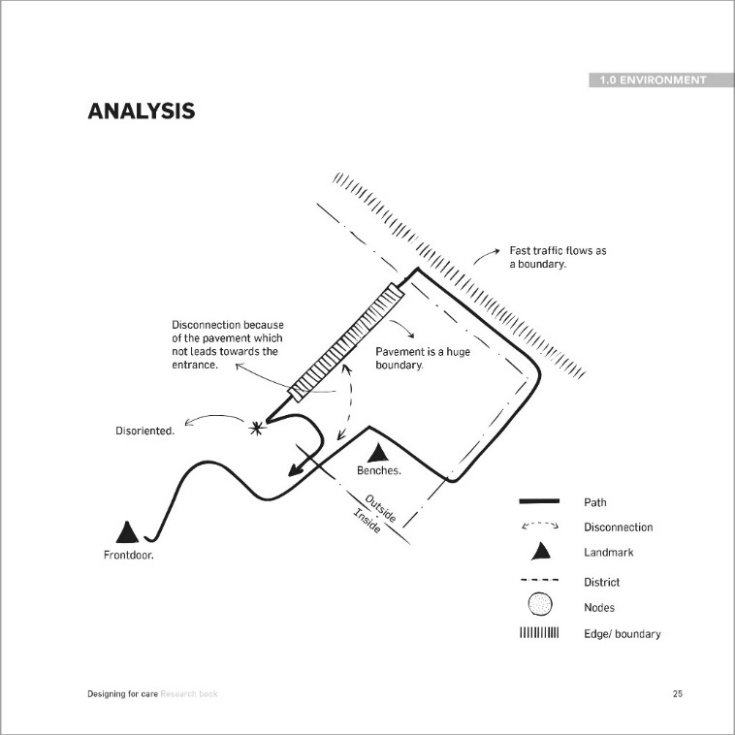 1.0 ENVIRONMENT
ANALYSIS
Fast traffic flows as
a boundary.
Disconnection because
of the pavement which
not leads towards the
entrance.
Pavement is a huge
boundary.
Disoriented.
Benches.
Outside
Inside
Frontdoor.
Path
Disconnection
Landmark
District
Nodes
Edge/ boundary
Designing for care Research book
25